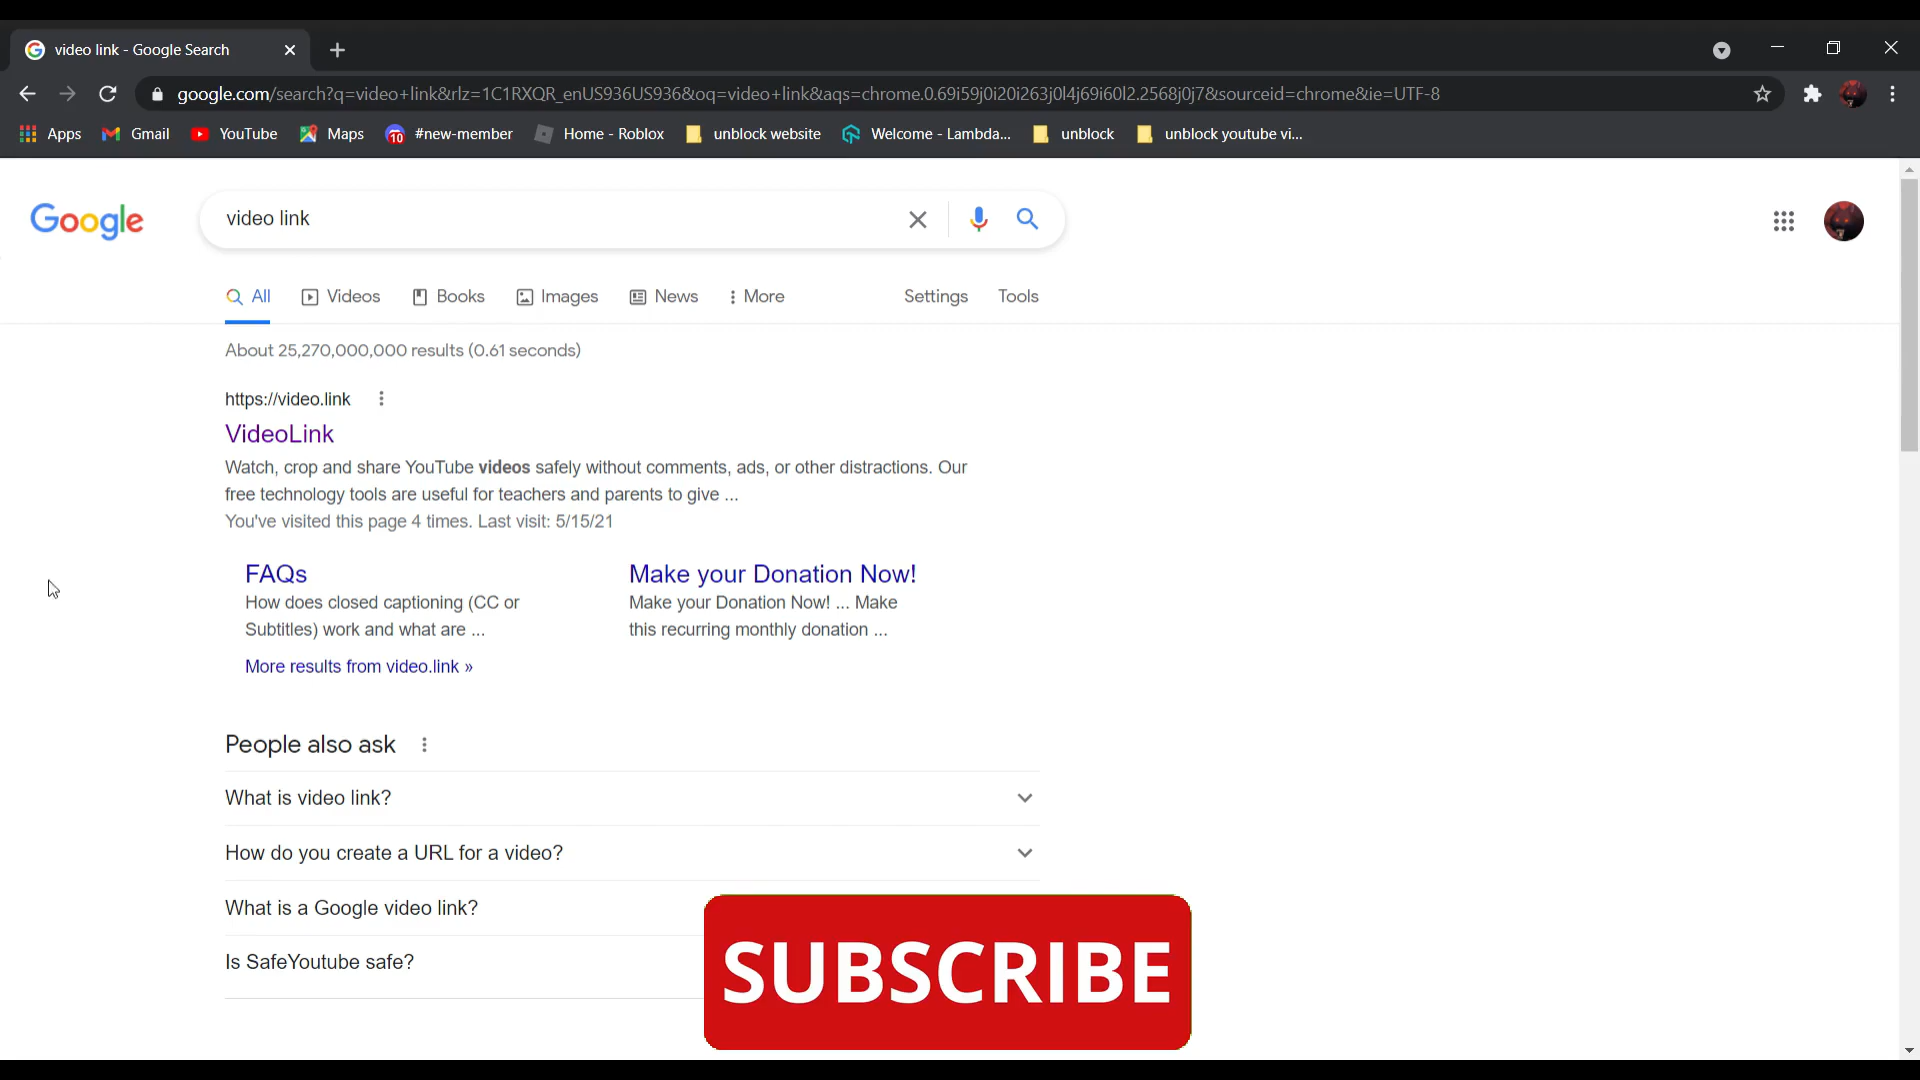 video link - Google Search
google.com/search?q=video+link&rlz=1C1RXQR_enUS936US936&oq=video+link&aqs=chrome.0.69i59j0i20i263j0l4j69i60l2.2568j0j7&sourceid=chrome&ie=UTF-8
Apps Gmail YouTube Maps 10 #new-member Home - Roblox unblock website Welcome - Lambda... unblock unblock youtube vi...
Google video link
All Videos Books Images News More Settings Tools
About 25,270,000,000 results (0.61 seconds)
https://video.link
VideoLink
Watch, crop and share YouTube videos safely without comments, ads, or other distractions. Our
free technology tools are useful for teachers and parents to give ...
You've visited this page 4 times. Last visit: 5/15/21
FAQs
How does closed captioning (CC or
Subtitles) work and what are ...
Make your Donation Now!
Make your Donation Now! ... Make
this recurring monthly donation ...
More results from video.link »
People also ask
What is video link?
How do you create a URL for a video?
What is a Google video link?
Is SafeYoutube safe?
SUBSCRIBE